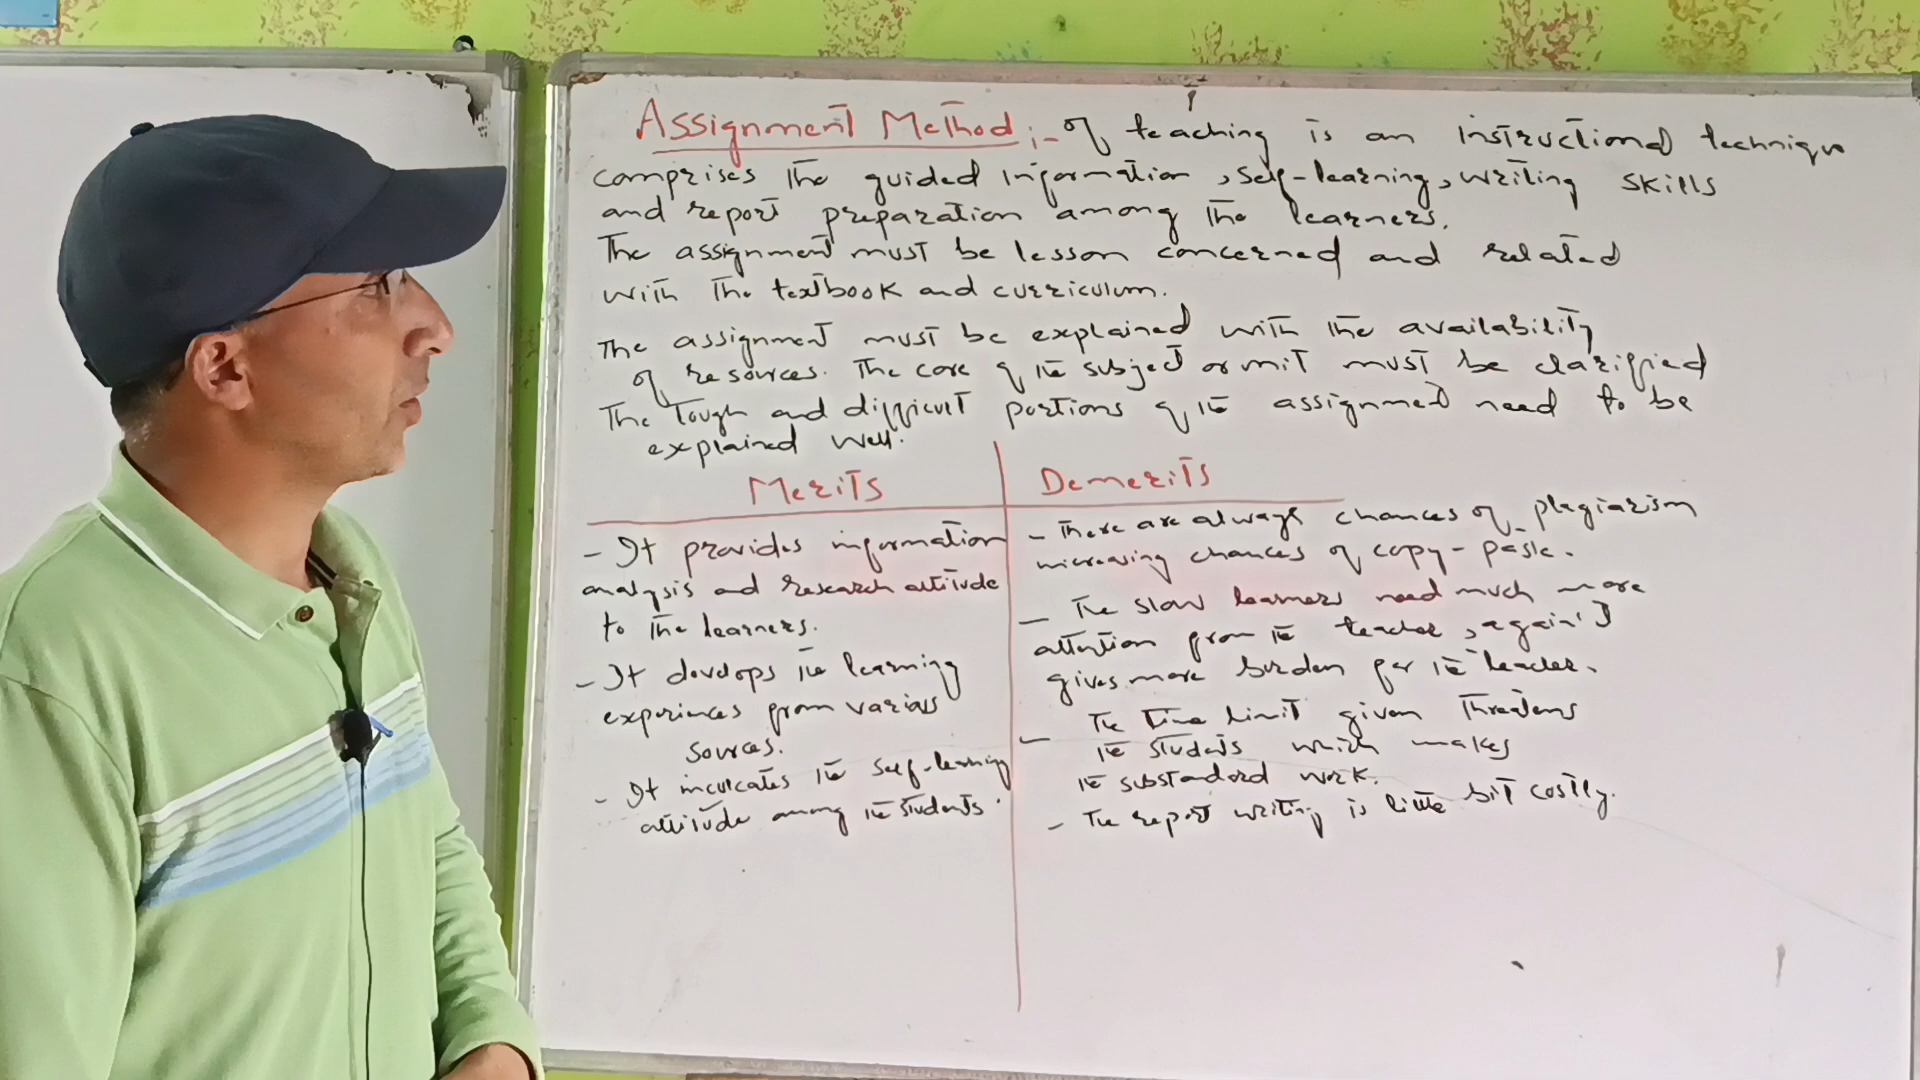 Assignment Method :- of teaching is an instructional technique
comprises the guided information, self-learning, writing skills
and report preparation among the learners.
The assignment must be lesson concerned and related
with the textbook and curriculum.
The assignment must be explained with the availability
of resources. The core of the subject or unit must be clarified
The tough and difficult portions of the assignment need to be
explained well.
Merits
- It provides information
analysis and research attitude
to the learners.
- It develops the learning
experiences from various
sources.
- It inculcates the self-learning
attitude among the students.
Demerits
- There are always chances of plagiarism
increasing chances of copy-paste.
- The slow learners need much more
attention from the teacher, again
gives more burden for the teacher.
- The time limit given threatens
the students which makes
the substandard work.
- The report writing is little bit costly.